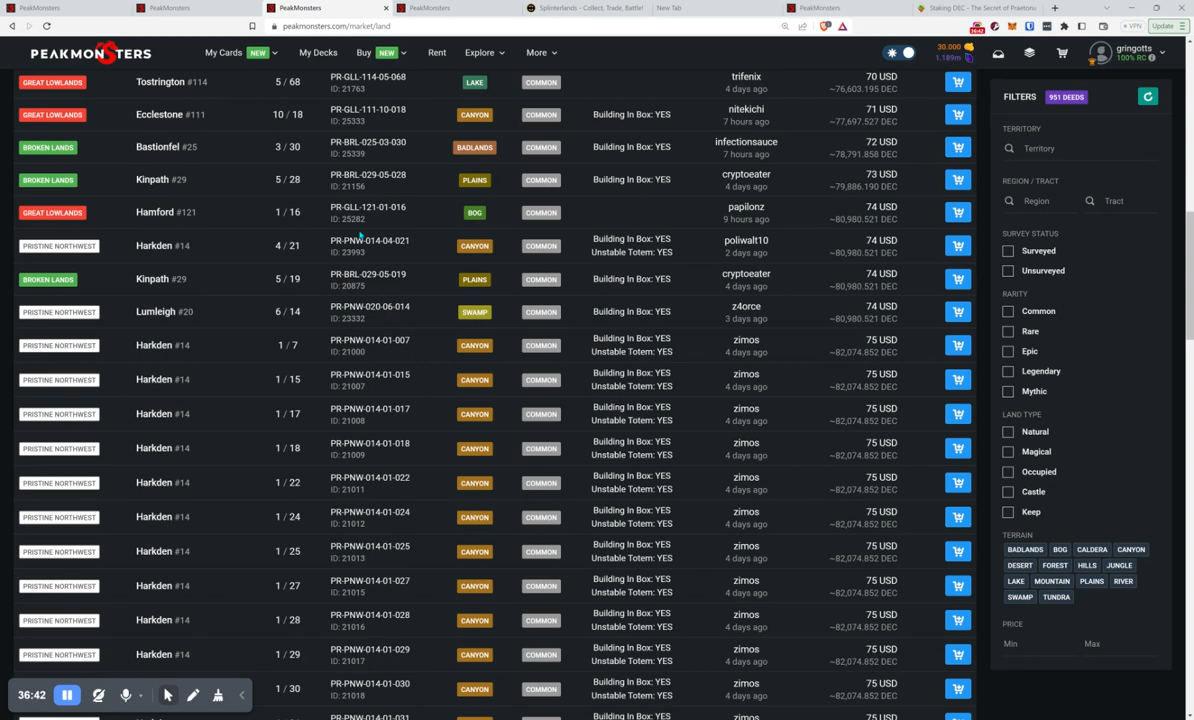 PeakMonsters
PeakMonsters
PeakMonsters
PeakMonsters
Splinterlands - Collect, Trade, Battle!
New Tab
PeakMonsters
Staking DEC - The Secret of Praetoria
peakmonsters.com/market/land
16:42
VPN
Update
PEAKMONSTERS
My Cards NEW
My Decks
Buy NEW
Rent
Explore
More
30.000
1.189m
gringotts
100% RC
GREAT LOWLANDS Tostrington #114 5 / 68 PR-GLL-114-05-068 LAKE COMMON trifenix 70 USD
ID: 21763 4 days ago ~76,603.195 DEC
GREAT LOWLANDS Ecclestone #111 10 / 18 PR-GLL-111-10-018 CANYON COMMON Building In Box: YES nitekichi 71 USD
ID: 25333 7 hours ago ~77,697.527 DEC
BROKEN LANDS Bastionfel #25 3 / 30 PR-BRL-025-03-030 BADLANDS COMMON Building In Box: YES infectionsauce 72 USD
ID: 25339 7 hours ago ~78,791.858 DEC
BROKEN LANDS Kinpath #29 5 / 28 PR-BRL-029-05-028 PLAINS COMMON Building In Box: YES cryptoeater 73 USD
ID: 21156 4 days ago ~79,886.190 DEC
GREAT LOWLANDS Hamford #121 1 / 16 PR-GLL-121-01-016 BOG COMMON papilonz 74 USD
ID: 25282 9 hours ago ~80,980.521 DEC
PRISTINE NORTHWEST Harkden #14 4 / 21 PR-PNW-014-04-021 CANYON COMMON Building In Box: YES poliwalt10 74 USD
ID: 23993 Unstable Totem: YES 2 days ago ~80,980.521 DEC
BROKEN LANDS Kinpath #29 5 / 19 PR-BRL-029-05-019 PLAINS COMMON Building In Box: YES cryptoeater 74 USD
ID: 20875 4 days ago ~80,980.521 DEC
PRISTINE NORTHWEST Lumleigh #20 6 / 14 PR-PNW-020-06-014 SWAMP COMMON Building In Box: YES z4orce 74 USD
ID: 23332 3 days ago ~80,980.521 DEC
PRISTINE NORTHWEST Harkden #14 1 / 7 PR-PNW-014-01-007 CANYON COMMON Building In Box: YES zimos 75 USD
ID: 21000 Unstable Totem: YES 4 days ago ~82,074.852 DEC
PRISTINE NORTHWEST Harkden #14 1 / 15 PR-PNW-014-01-015 CANYON COMMON Building In Box: YES zimos 75 USD
ID: 21007 Unstable Totem: YES 4 days ago ~82,074.852 DEC
PRISTINE NORTHWEST Harkden #14 1 / 17 PR-PNW-014-01-017 CANYON COMMON Building In Box: YES zimos 75 USD
ID: 21008 Unstable Totem: YES 4 days ago ~82,074.852 DEC
PRISTINE NORTHWEST Harkden #14 1 / 18 PR-PNW-014-01-018 CANYON COMMON Building In Box: YES zimos 75 USD
ID: 21009 Unstable Totem: YES 4 days ago ~82,074.852 DEC
PRISTINE NORTHWEST Harkden #14 1 / 22 PR-PNW-014-01-022 CANYON COMMON Building In Box: YES zimos 75 USD
ID: 21011 Unstable Totem: YES 4 days ago ~82,074.852 DEC
PRISTINE NORTHWEST Harkden #14 1 / 24 PR-PNW-014-01-024 CANYON COMMON Building In Box: YES zimos 75 USD
ID: 21012 Unstable Totem: YES 4 days ago ~82,074.852 DEC
PRISTINE NORTHWEST Harkden #14 1 / 25 PR-PNW-014-01-025 CANYON COMMON Building In Box: YES zimos 75 USD
ID: 21013 Unstable Totem: YES 4 days ago ~82,074.852 DEC
PRISTINE NORTHWEST Harkden #14 1 / 27 PR-PNW-014-01-027 CANYON COMMON Building In Box: YES zimos 75 USD
ID: 21015 Unstable Totem: YES 4 days ago ~82,074.852 DEC
PRISTINE NORTHWEST Harkden #14 1 / 28 PR-PNW-014-01-028 CANYON COMMON Building In Box: YES zimos 75 USD
ID: 21016 Unstable Totem: YES 4 days ago ~82,074.852 DEC
PRISTINE NORTHWEST Harkden #14 1 / 29 PR-PNW-014-01-029 CANYON COMMON Building In Box: YES zimos 75 USD
ID: 21017 Unstable Totem: YES 4 days ago ~82,074.852 DEC
Harkden #14 1 / 30 PR-PNW-014-01-030 CANYON COMMON Building In Box: YES zimos 75 USD
ID: 21018 Unstable Totem: YES 4 days ago ~82,074.852 DEC
PR-PNW-014-01-031 Building In Box: YES zimos 75 USD
36:42
FILTERS 951 DEEDS
TERRITORY
Territory
REGION / TRACT
Region Tract
SURVEY STATUS
Surveyed
Unsurveyed
RARITY
Common
Rare
Epic
Legendary
Mythic
LAND TYPE
Natural
Magical
Occupied
Castle
Keep
TERRAIN
BADLANDS BOG CALDERA CANYON
DESERT FOREST HILLS JUNGLE
LAKE MOUNTAIN PLAINS RIVER
SWAMP TUNDRA
PRICE
Min Max